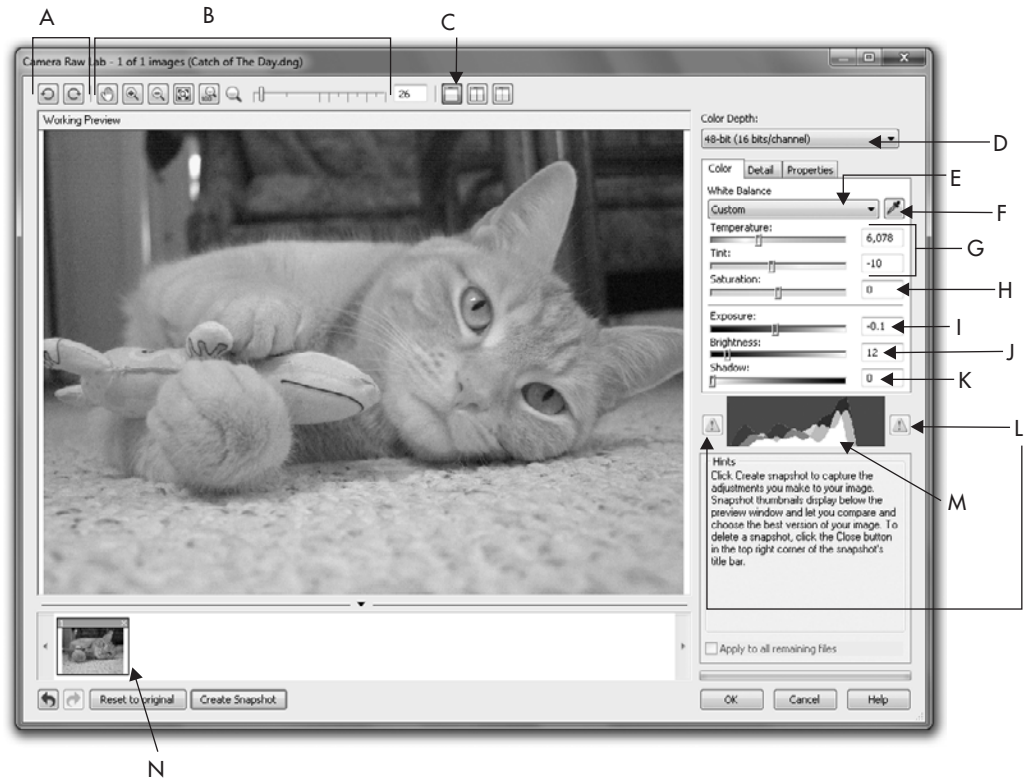 A
B
C
Camera Raw Lab - 1 of 1 images (Catch of The Day.dng)
26
Working Preview
Color Depth:
48-bit (16 bits/channel)
D
Color Detail Properties
E
White Balance
Custom
F
Temperature:
6,078
G
Tint:
-10
Saturation:
0
H
Exposure:
-0.1
I
Brightness:
12
J
Shadow:
0
K
L
M
Hints
Click Create snapshot to capture the
adjustments you make to your image.
Snapshot thumbnails display below the
preview window and let you compare and
choose the best version of your image. To
delete a snapshot, click the Close button
in the top right corner of the snapshot's
title bar.
Apply to all remaining files
Reset to original
Create Snapshot
OK
Cancel
Help
N